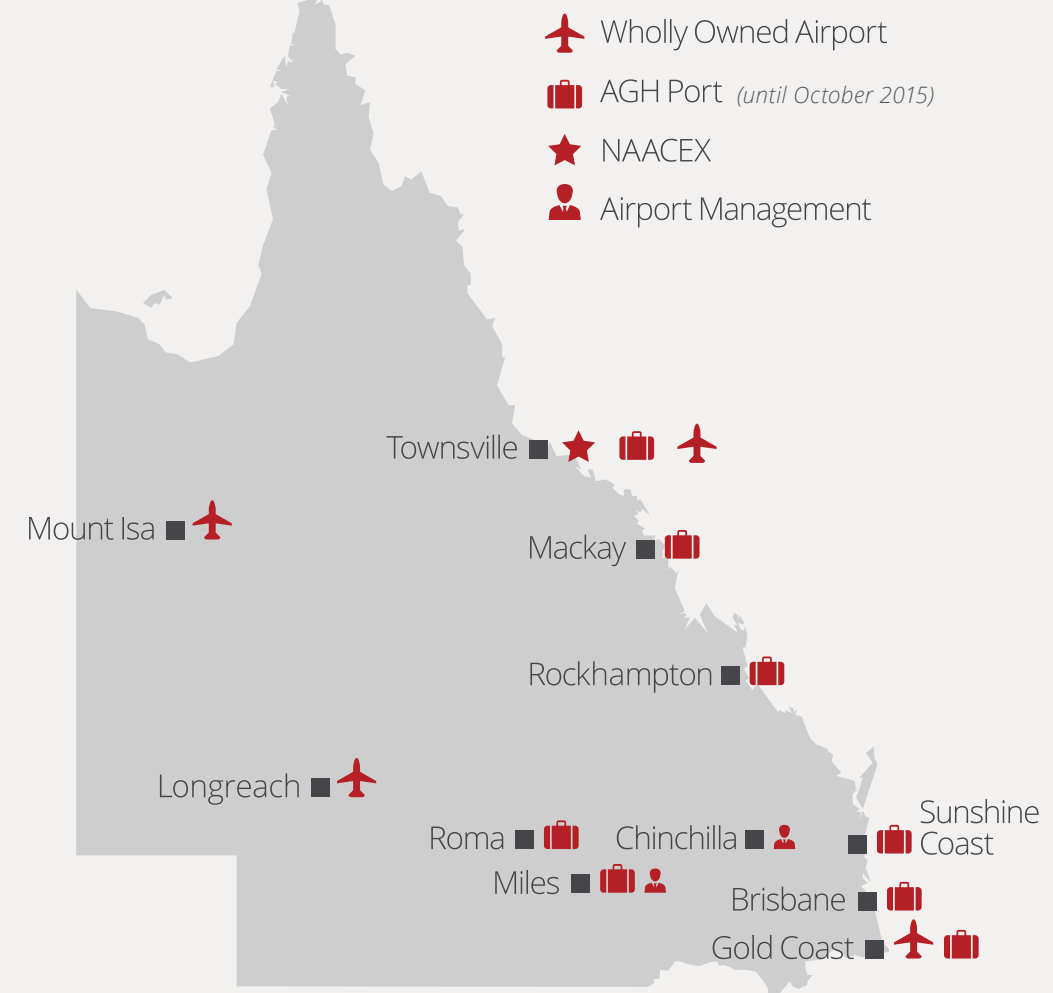 Wholly Owned Airport
AGH Port (until October 2015)
NAACEX
Airport Management
Townsville
Mount Isa
Mackay
Rockhampton
Longreach
Roma
Chinchilla
Sunshine
Coast
Miles
Brisbane
Gold Coast